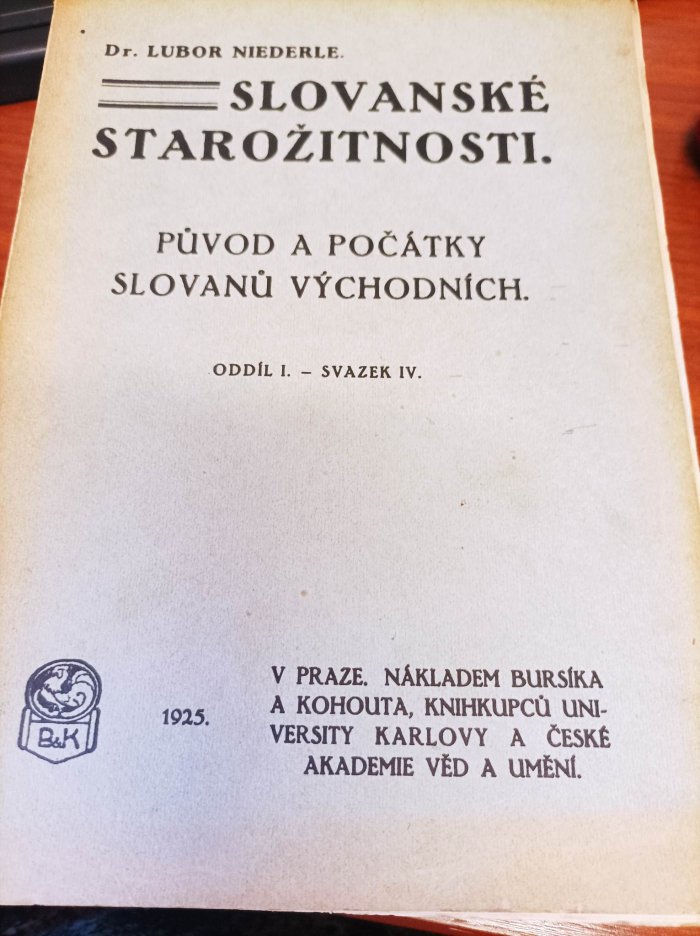 Dr. LUBOR NIEDERLE.
SLOVANSKÉ
STAROŽITNOSTI.
PŮVOD A POČÁTKY
SLOVANŮ VÝCHODNÍCH.
ODDÍL I. – SVAZEK IV.
B&K
1925.
V PRAZE. NÁKLADEM BURSÍKA
A KOHOUTA, KNIHKUPCŮ UNI-
VERSITY KARLOVY A ČESKÉ
AKADEMIE VĚD A UMĚNÍ.